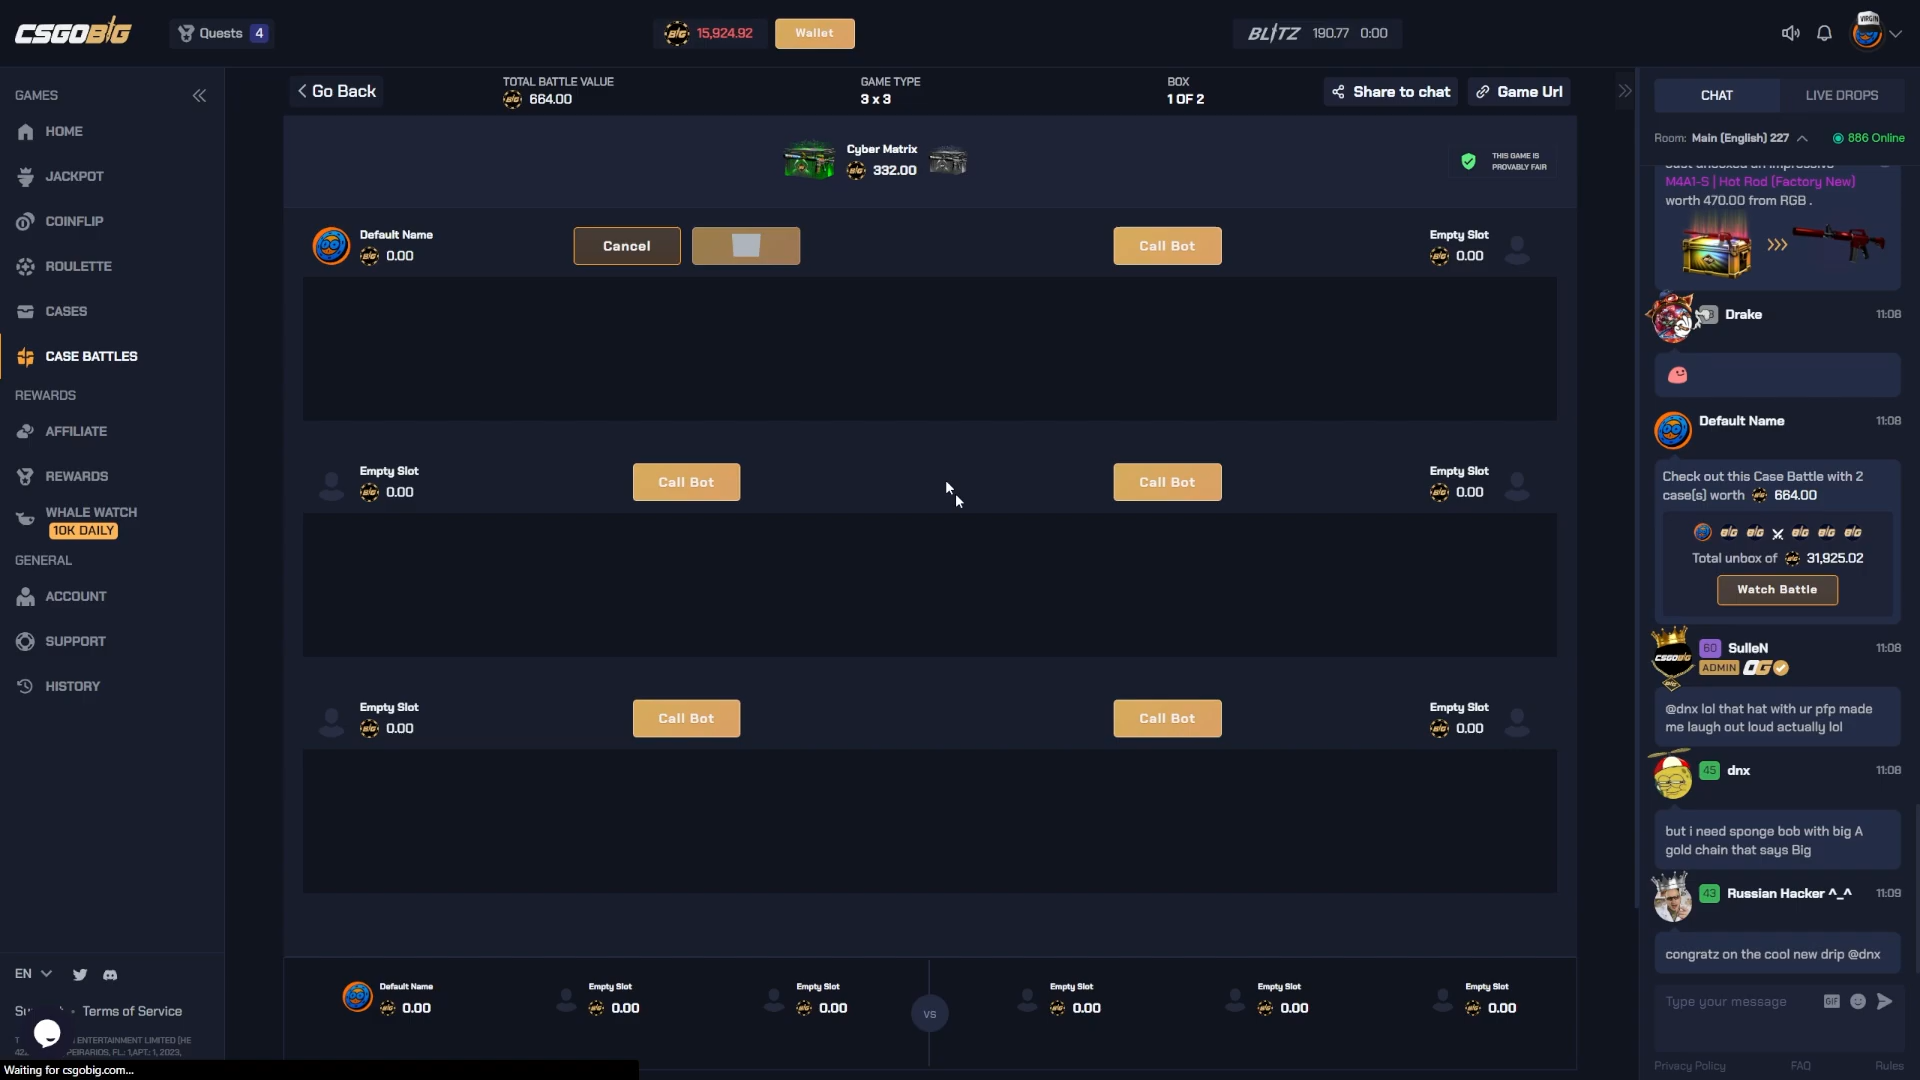 CSGOBIG
Quests 4
15,924.92
Wallet
BLITZ 190.77 0:00
VIRGIN
GAMES
HOME
JACKPOT
COINFLIP
ROULETTE
CASES
CASE BATTLES
REWARDS
AFFILIATE
REWARDS
WHALE WATCH
10K DAILY
GENERAL
ACCOUNT
SUPPORT
HISTORY
EN
Terms of Service
ENTERTAINMENT LIMITED (HE
Waiting for csgobig.com...
Go Back
TOTAL BATTLE VALUE
664.00
GAME TYPE
3 x 3
BOX
1 OF 2
Share to chat
Game Url
Cyber Matrix
332.00
THIS GAME IS
PROVABLY FAIR
Default Name
0.00
Cancel
Call Bot
Empty Slot
0.00
Empty Slot
0.00
Call Bot
Call Bot
Empty Slot
0.00
Empty Slot
0.00
Call Bot
Call Bot
Empty Slot
0.00
Default Name
0.00
Empty Slot
0.00
Empty Slot
0.00
VS
Empty Slot
0.00
Empty Slot
0.00
Empty Slot
0.00
CHAT
LIVE DROPS
Room: Main (English) 227
886 Online
M4A1-S | Hot Rod (Factory New)
worth 470.00 from RGB .
Drake 11:08
Default Name 11:08
Check out this Case Battle with 2
case(s) worth 664.00
Total unbox of 31,925.02
Watch Battle
60 SulleN 11:08
ADMIN OG
@dnx lol that hat with ur pfp made
me laugh out loud actually lol
45 dnx 11:08
but i need sponge bob with big A
gold chain that says Big
43 Russian Hacker ^_^ 11:09
congratz on the cool new drip @dnx
Type your message
GIF
Privacy Policy
FAQ
Rules